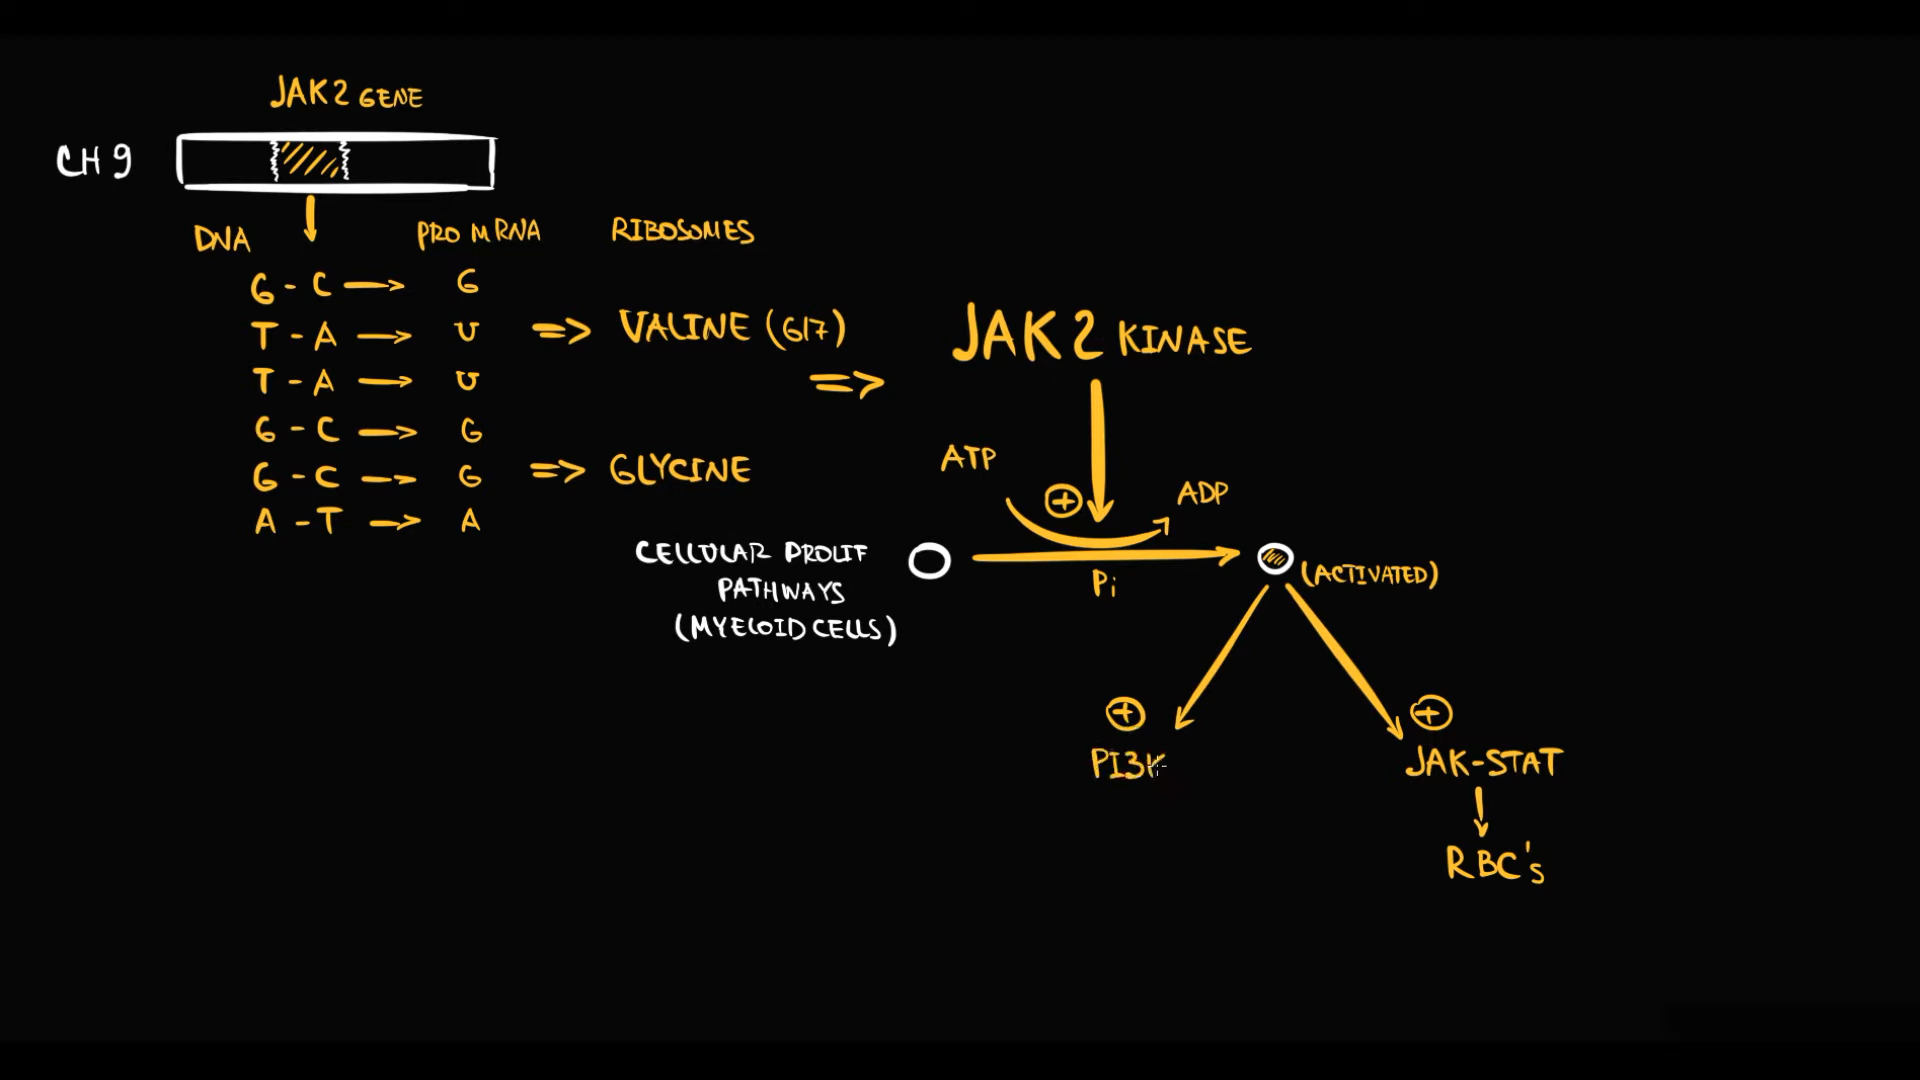 JAK2 GENE
CH 9
DNA PRO MRNA RIBOSOMES
G - C → G
T - A → U => VALINE (617)
T - A → U
G - C → G
G - C → G => GLYCINE
A - T → A
=> JAK2 KINASE
ATP
+
ADP
Pi
CELLULAR PROLIF
PATHWAYS
(MYELOID CELLS)
(ACTIVATED)
+
PI3K
+
JAK-STAT
RBC's